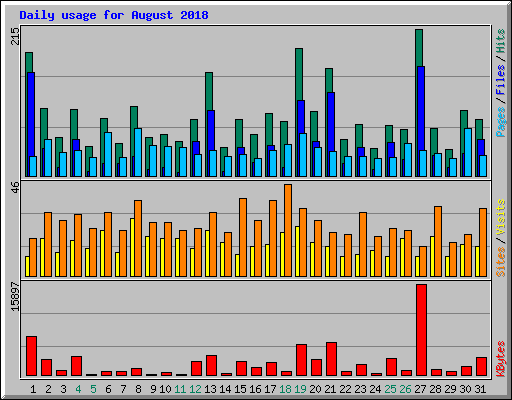 Daily usage for August 2018
215
Pages / Files / Hits
46
Sites / Visits
15897
KBytes
1 2 3 4 5 6 7 8 9 10 11 12 13 14 15 16 17 18 19 20 21 22 23 24 25 26 27 28 29 30 31